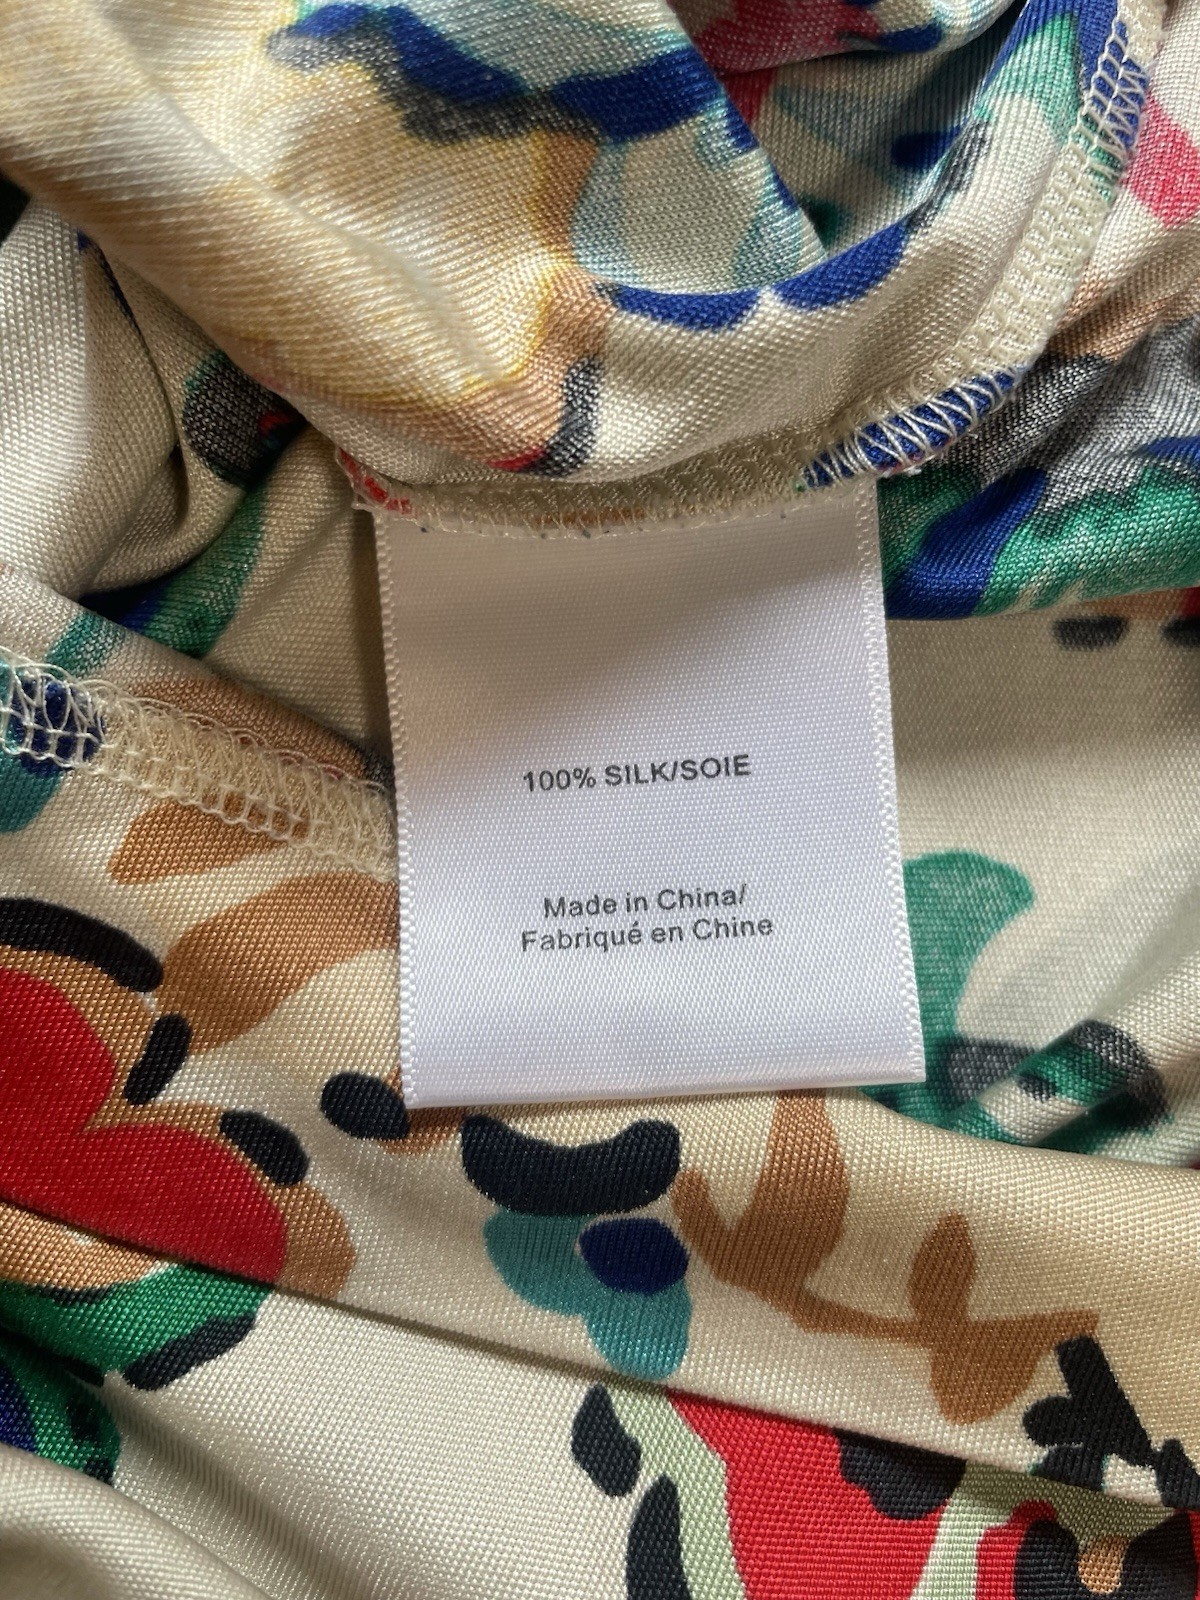 100% SILK/SOIE
Made in China/
Fabriqué en Chine